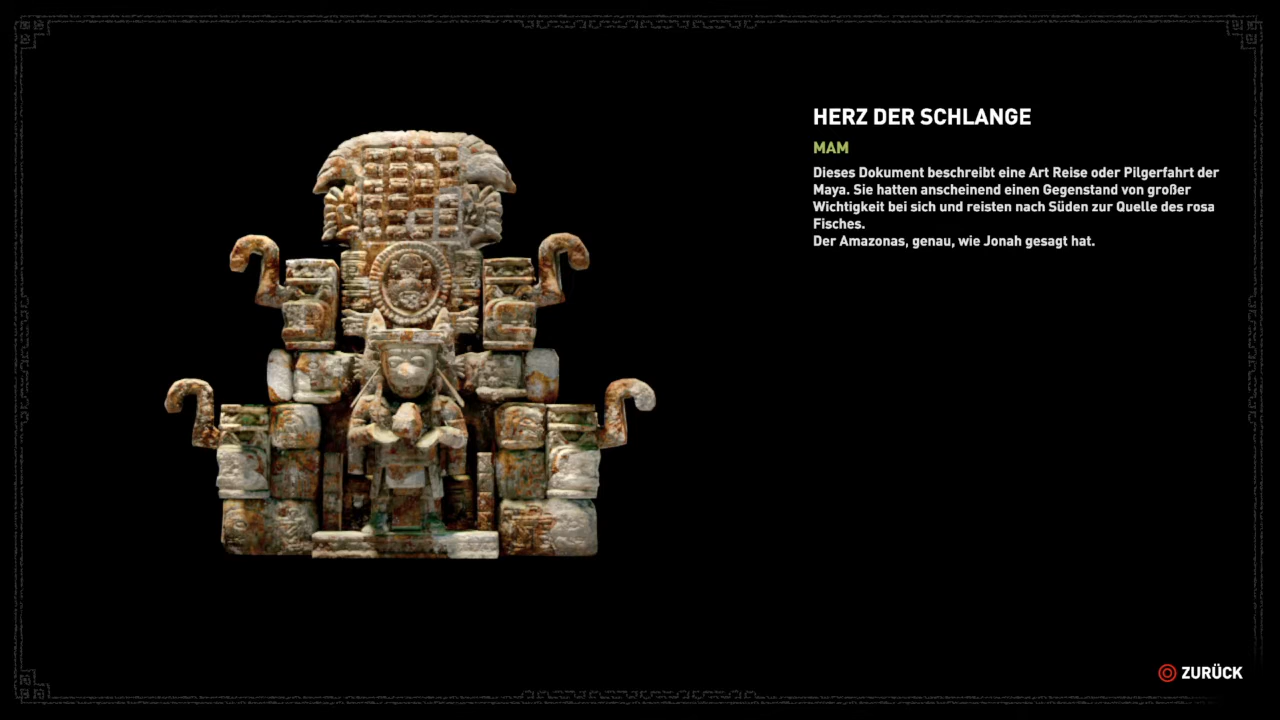 HERZ DER SCHLANGE
MAM
Dieses Dokument beschreibt eine Art Reise oder Pilgerfahrt der
Maya. Sie hatten anscheinend einen Gegenstand von großer
Wichtigkeit bei sich und reisten nach Süden zur Quelle des rosa
Fisches.
Der Amazonas, genau, wie Jonah gesagt hat.
ZURÜCK